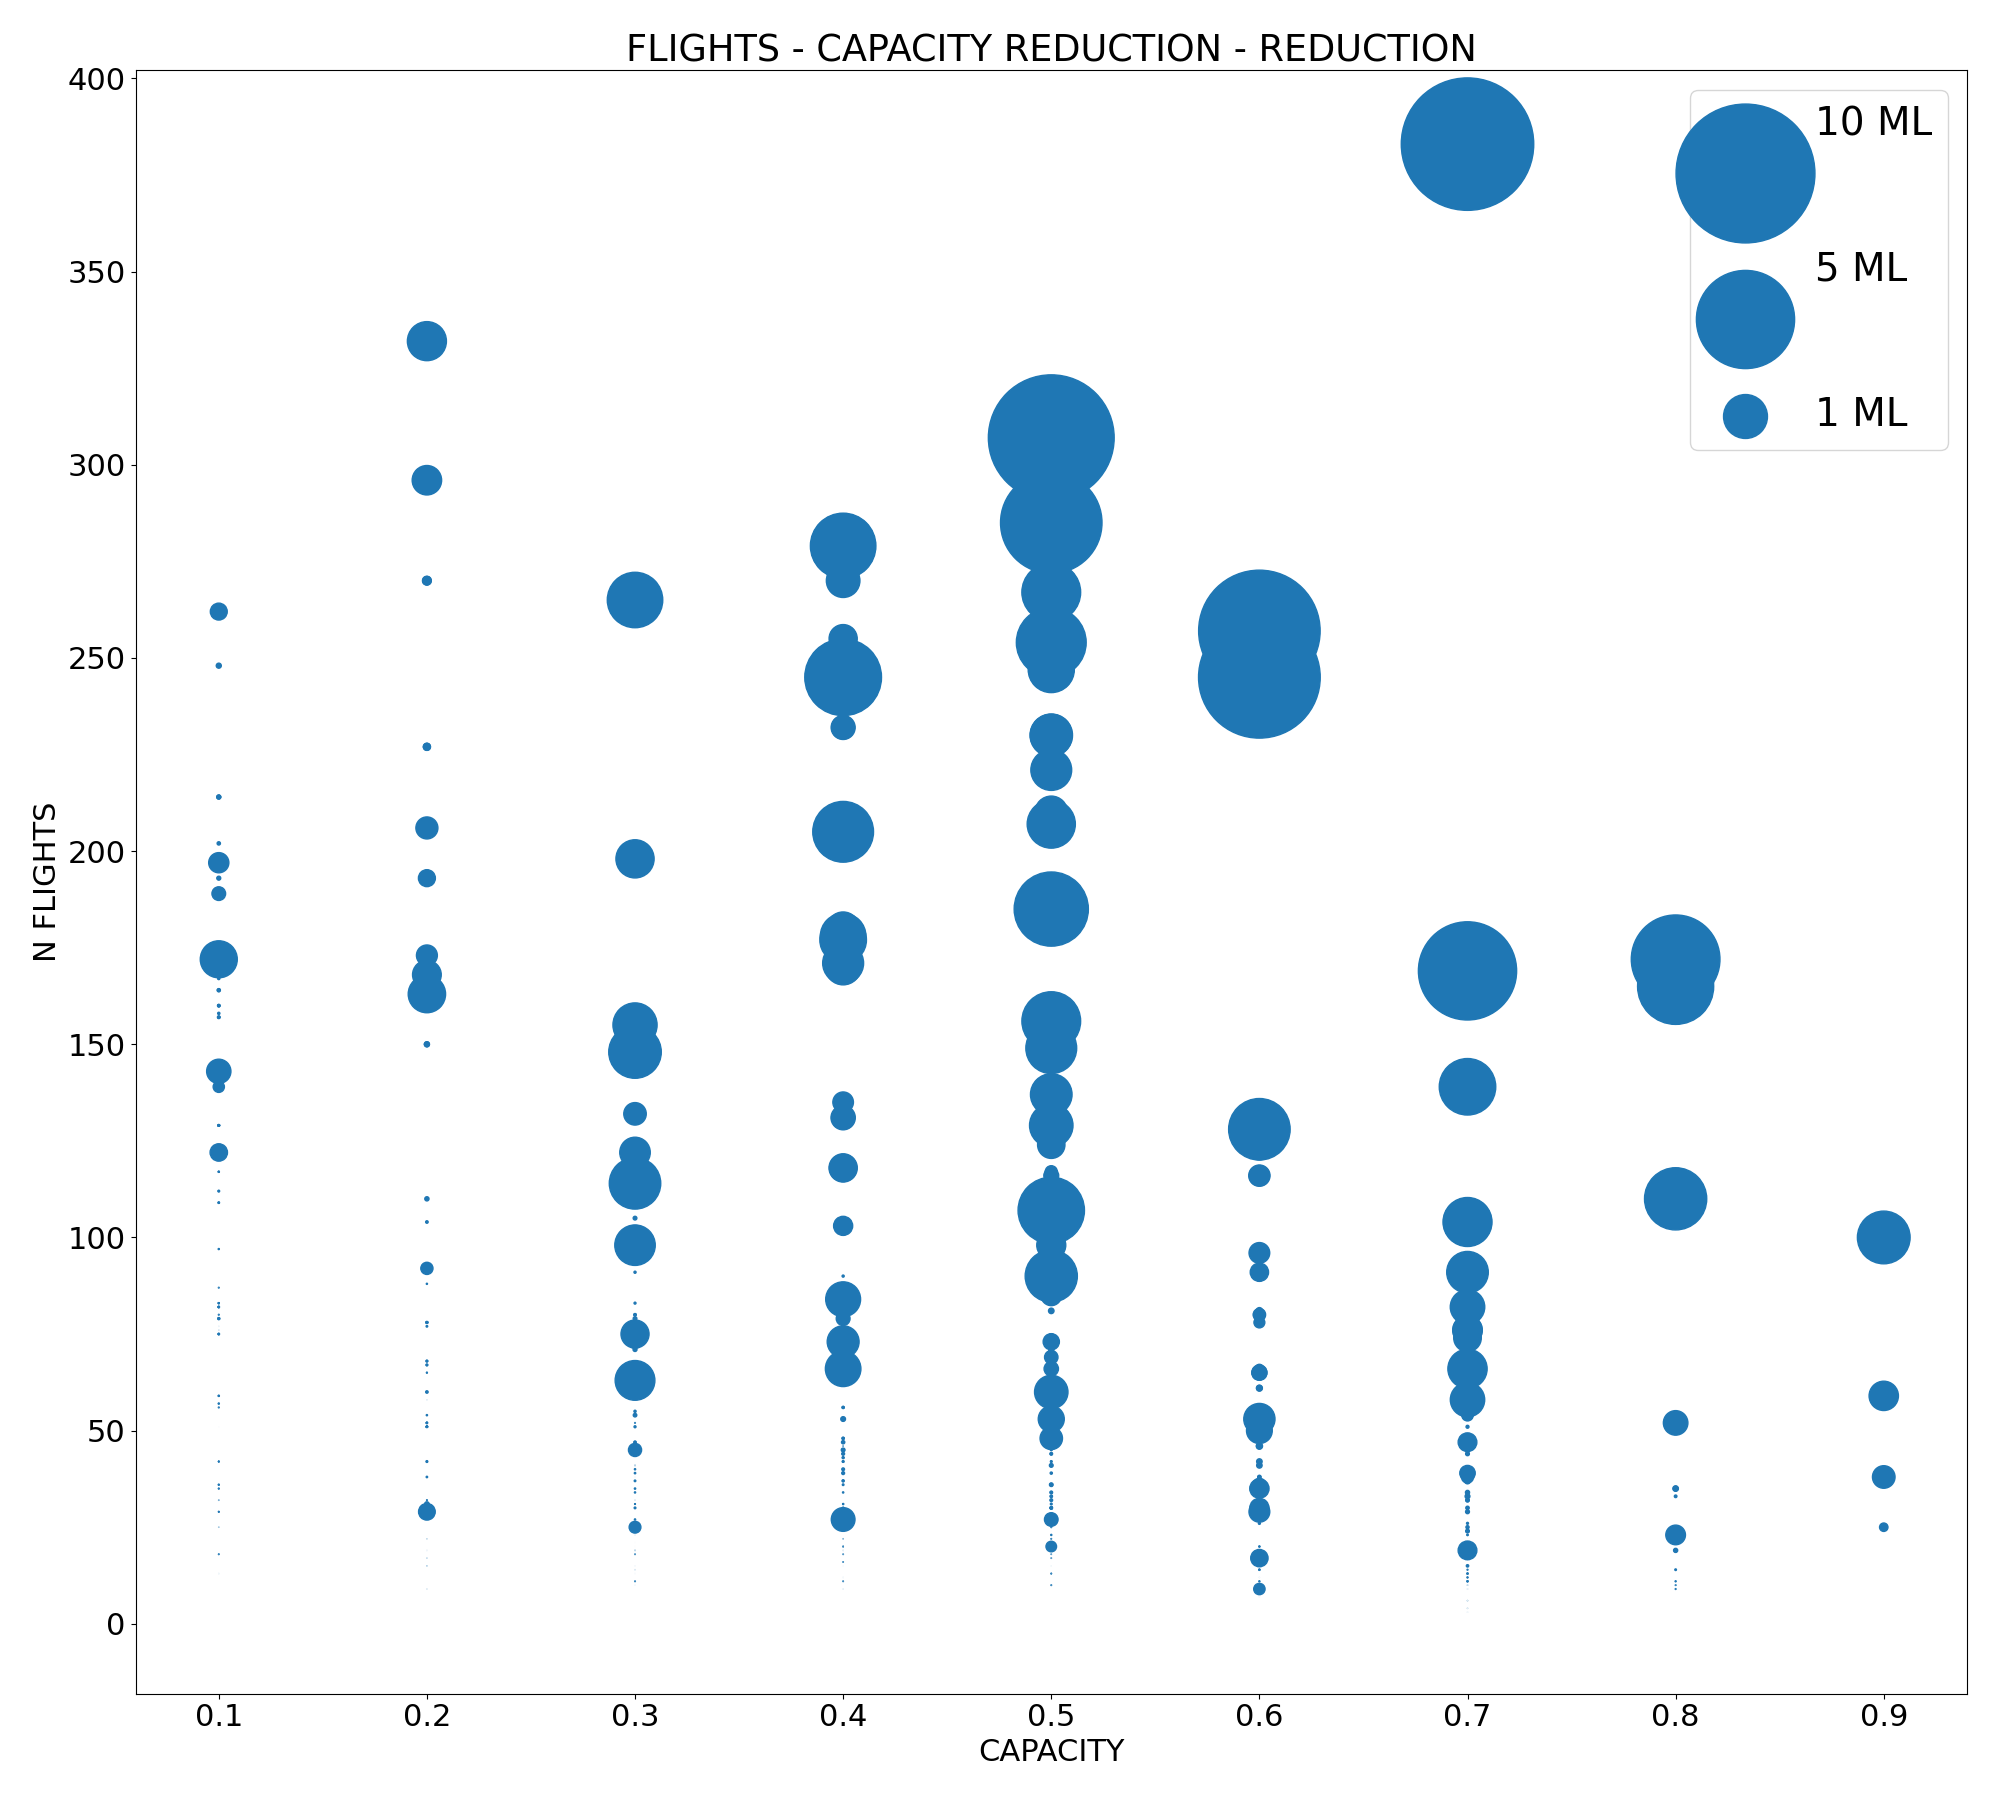 FLIGHTS - CAPACITY REDUCTION - REDUCTION
400
350
300
250
200
150
100
50
0
N FLIGHTS
10 ML
5 ML
1 ML
0.1 0.2 0.3 0.4 0.5 0.6 0.7 0.8 0.9
CAPACITY